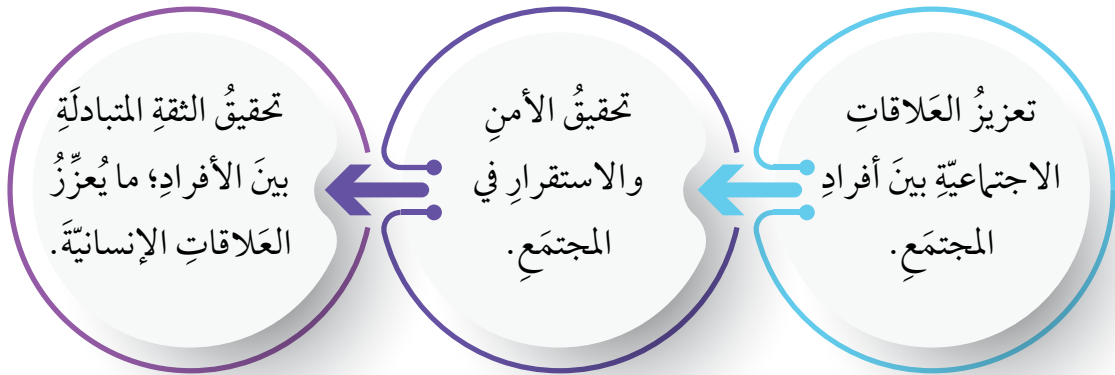 تعزيزُ العَلاقاتِ
الاجتماعيّةِ بينَ أفرادِ
المجتمَعِ.
تحقيقُ الأمنِ
والاستقرارِ في
المجتمَعِ.
تحقيقُ الثقةِ المتبادلَةِ
بينَ الأفرادِ؛ ما يُعزِّزُ
العَلاقاتِ الإنسانيّةَ.